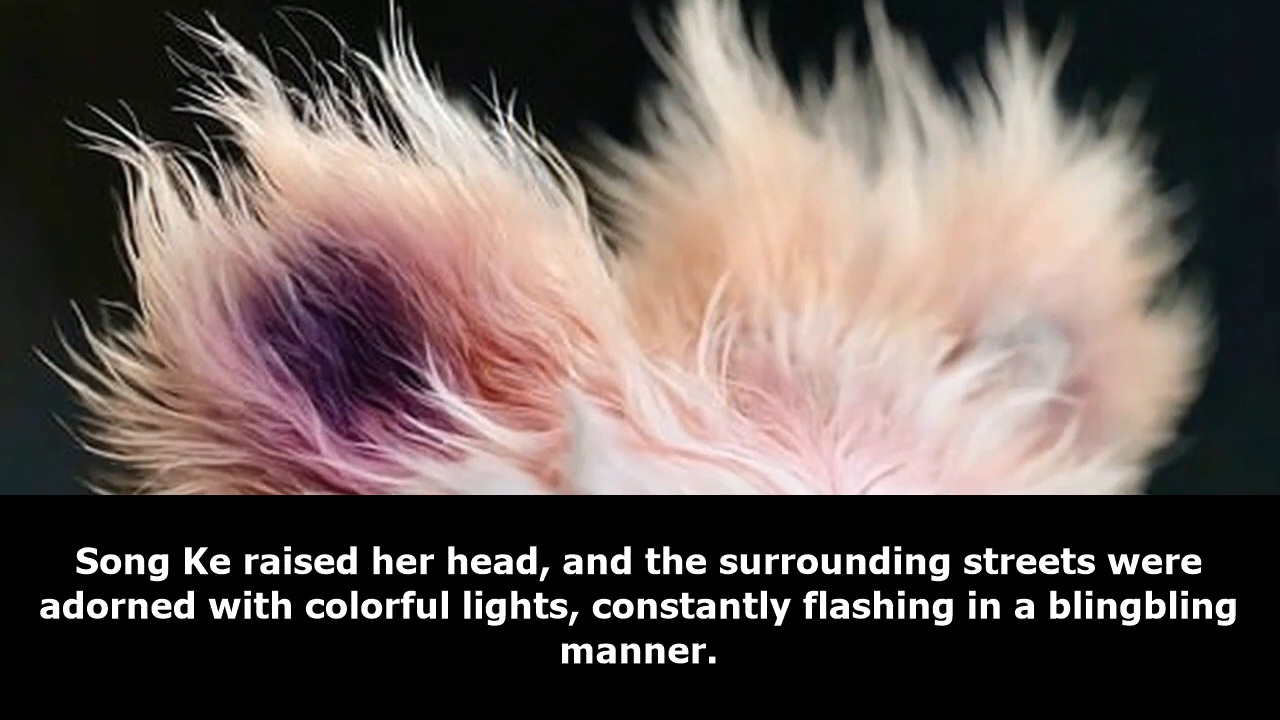 Song Ke raised her head, and the surrounding streets were
adorned with colorful lights, constantly flashing in a blingbling
manner.